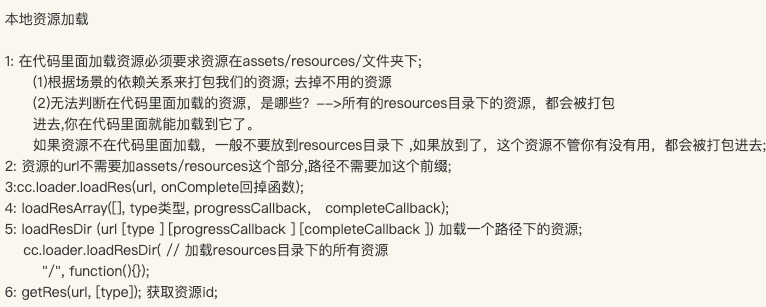 本地资源加载
1: 在代码里面加载资源必须要求资源在assets/resources/文件夹下;
(1)根据场景的依赖关系来打包我们的资源; 去掉不用的资源
(2)无法判断在代码里面加载的资源，是哪些？-->所有的resources目录下的资源，都会被打包
进去,你在代码里面就能加载到它了。
如果资源不在代码里面加载，一般不要放到resources目录下 ,如果放到了，这个资源不管你有没有用，都会被打包进去;
2: 资源的url不需要加assets/resources这个部分,路径不需要加这个前缀;
3:cc.loader.loadRes(url, onComplete回掉函数);
4: loadResArray([], type类型, progressCallback， completeCallback);
5: loadResDir (url [type ] [progressCallback ] [completeCallback ]) 加载一个路径下的资源;
cc.loader.loadResDir( // 加载resources目录下的所有资源
"/", function(){});
6: getRes(url, [type]); 获取资源id;